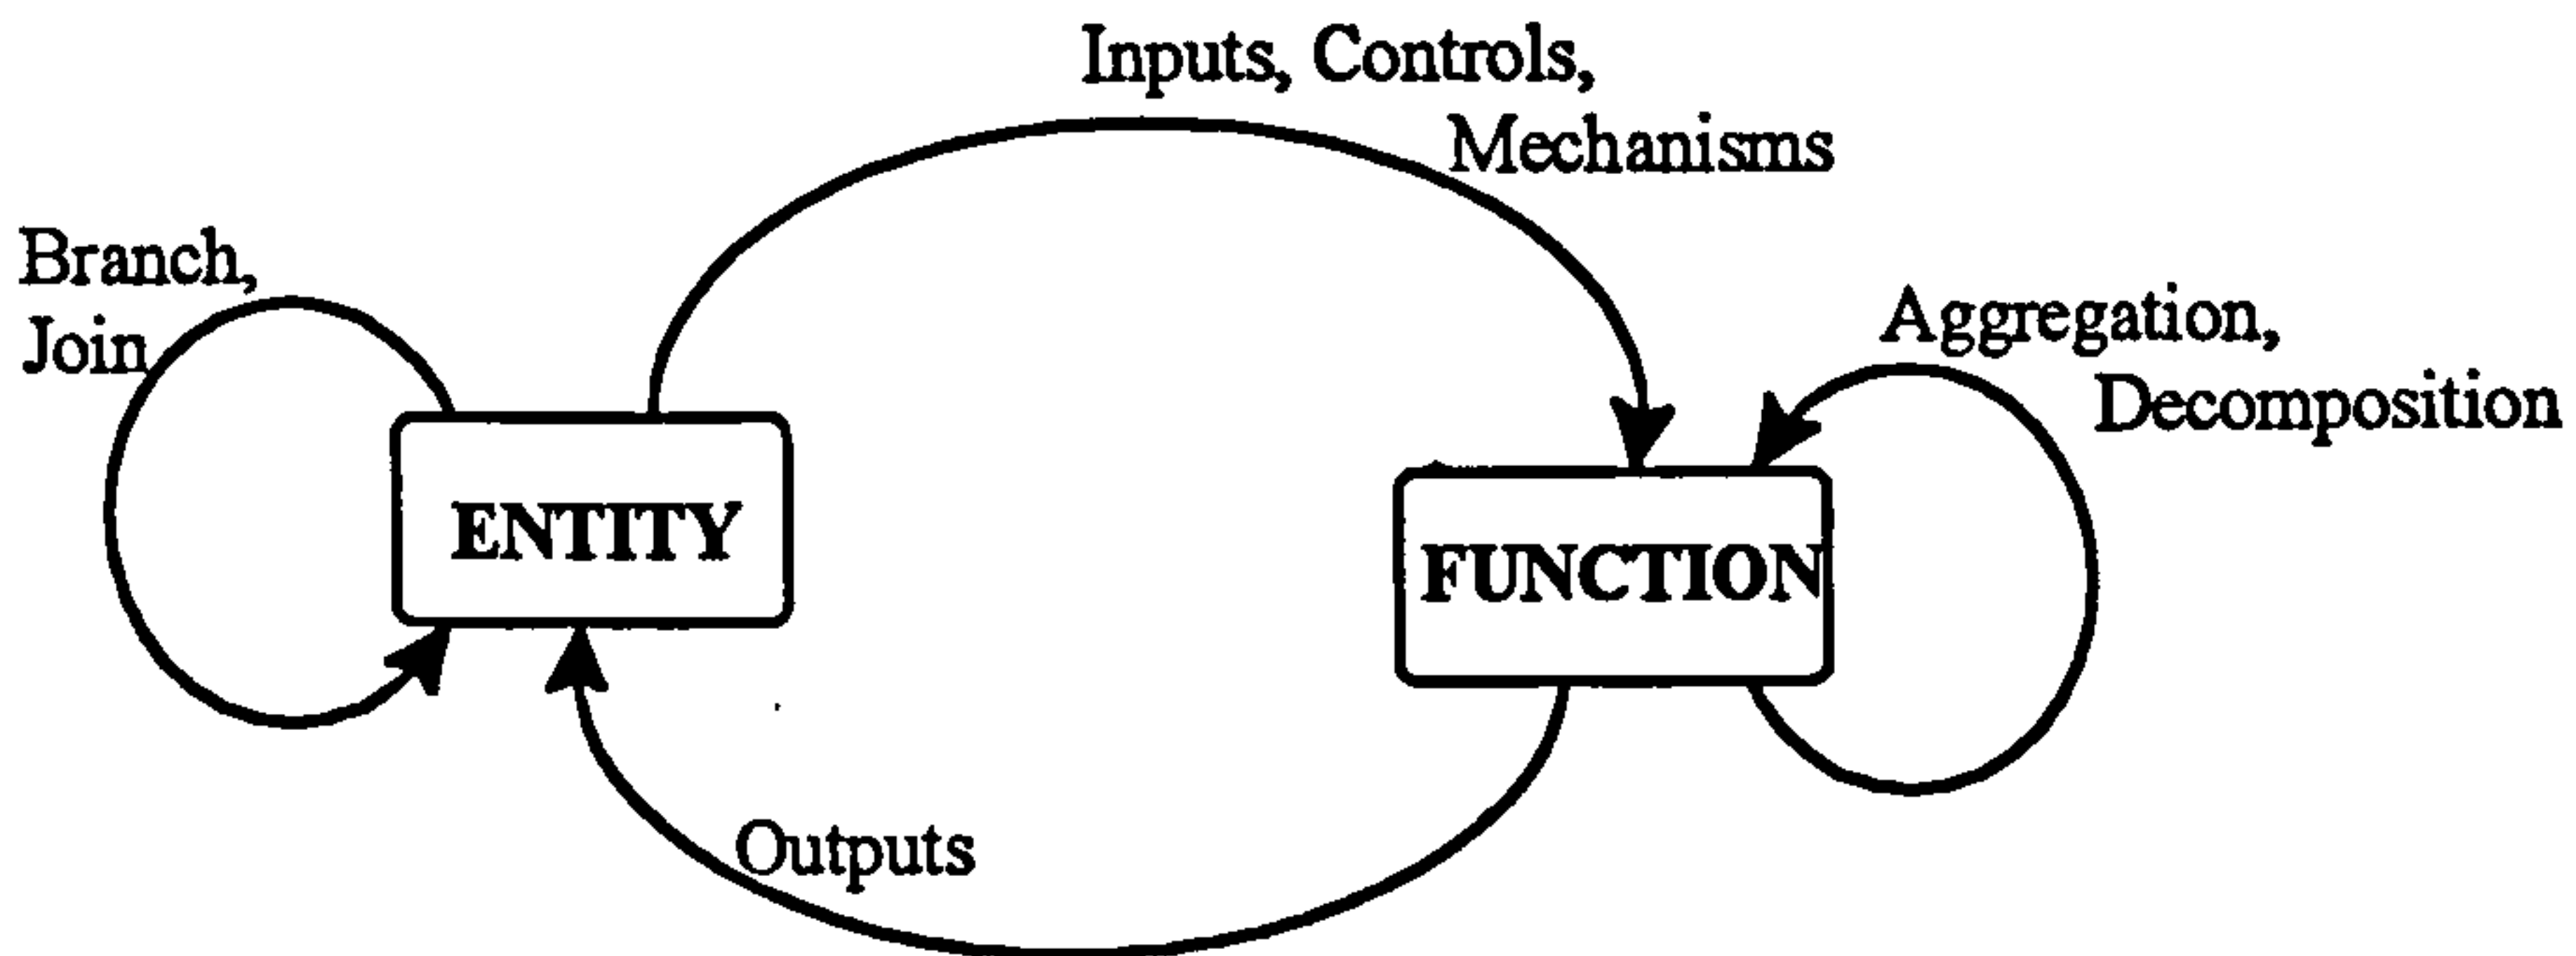 Inputs, Controls,
Mechanisms
Branch,
Join
Aggregation,
Decomposition
ENTITY
FUNCTION
Outputs